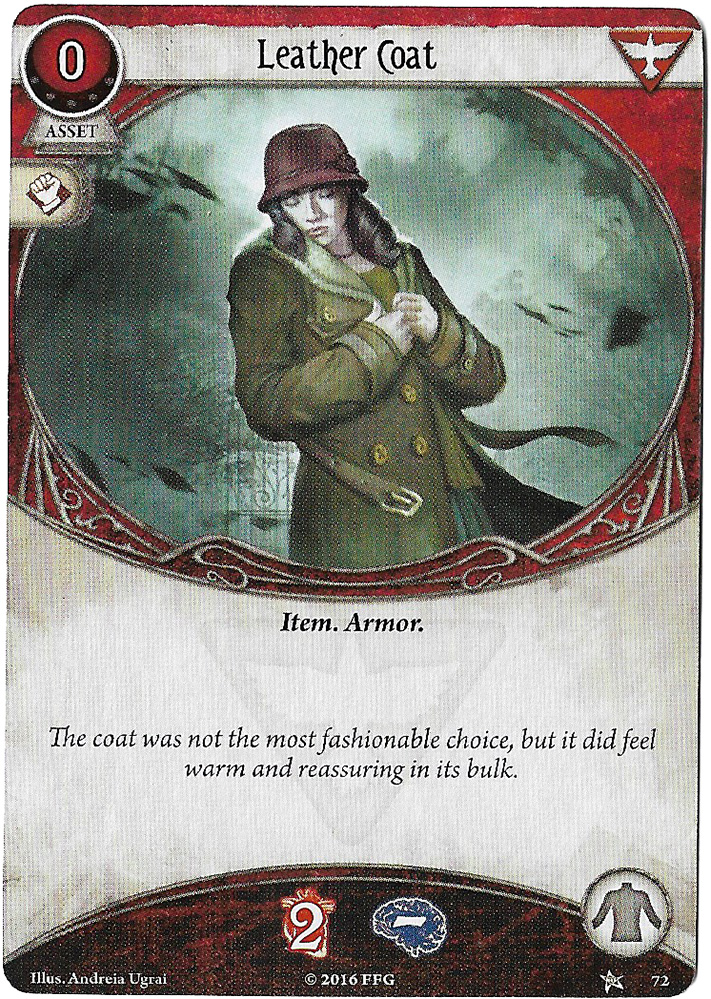 0
Leather Coat
ASSET
Item. Armor.
The coat was not the most fashionable choice, but it did feel
warm and reassuring in its bulk.
2
–
Illus. Andreia Ugrai
© 2016 FFG
72